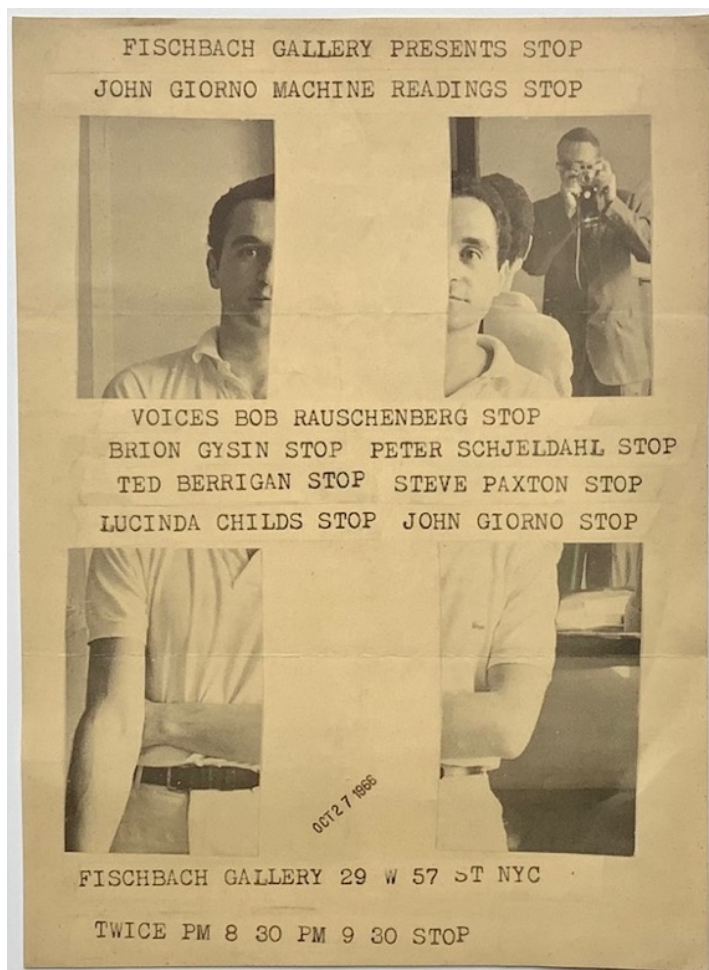 FISCHBACH GALLERY PRESENTS STOP
JOHN GIORNO MACHINE READINGS STOP
VOICES BOB RAUSCHENBERG STOP
BRION GYSIN STOP PETER SCHJELDAHL STOP
TED BERRIGAN STOP STEVE PAXTON STOP
LUCINDA CHILDS STOP JOHN GIORNO STOP
OCT 27 1966
FISCHBACH GALLERY 29 W 57 ST NYC
TWICE PM 8 30 PM 9 30 STOP